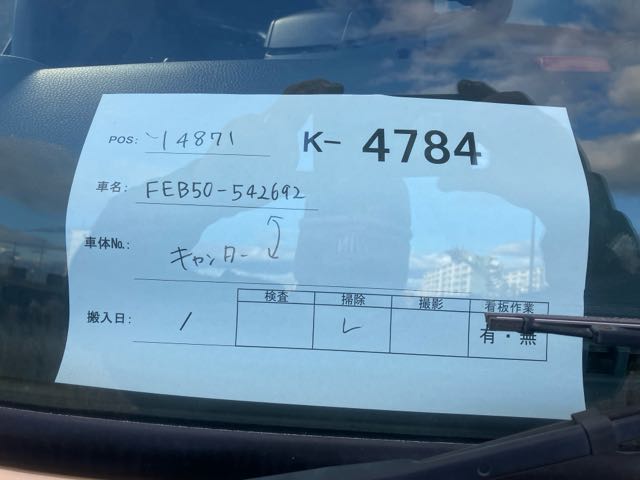 POS: 14871 K- 4784
車名: FEB50-542692
車体No.: キャンター
検査 掃除 撮影 看板作業
搬入日: / レ 有・無